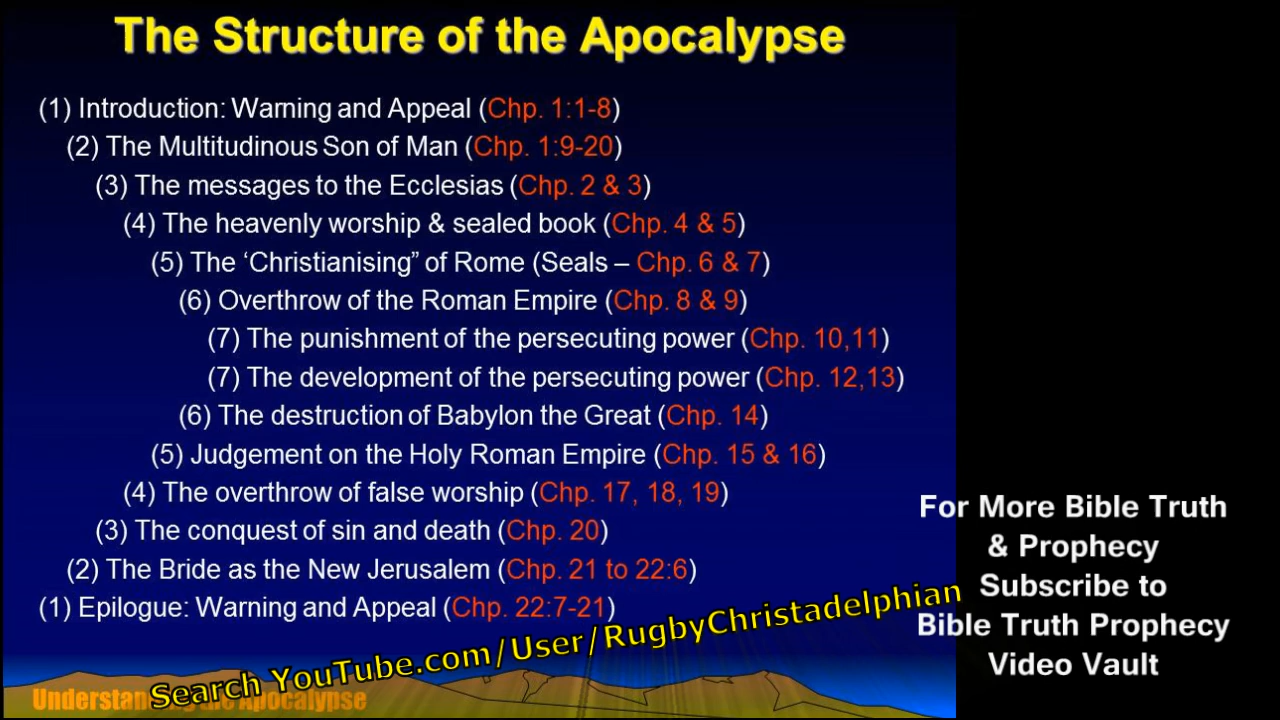 The Structure of the Apocalypse
(1) Introduction: Warning and Appeal (Chp. 1:1-8)
(2) The Multitudinous Son of Man (Chp. 1:9-20)
(3) The messages to the Ecclesias (Chp. 2 & 3)
(4) The heavenly worship & sealed book (Chp. 4 & 5)
(5) The ‘Christianising” of Rome (Seals – Chp. 6 & 7)
(6) Overthrow of the Roman Empire (Chp. 8 & 9)
(7) The punishment of the persecuting power (Chp. 10,11)
(7) The development of the persecuting power (Chp. 12,13)
(6) The destruction of Babylon the Great (Chp. 14)
(5) Judgement on the Holy Roman Empire (Chp. 15 & 16)
(4) The overthrow of false worship (Chp. 17, 18, 19)
(3) The conquest of sin and death (Chp. 20)
(2) The Bride as the New Jerusalem (Chp. 21 to 22:6)
(1) Epilogue: Warning and Appeal (Chp. 22:7-21)
Search YouTube.com/User/RugbyChristadelphian
Understanding the Apocalypse
For More Bible Truth
& Prophecy
Subscribe to
Bible Truth Prophecy
Video Vault